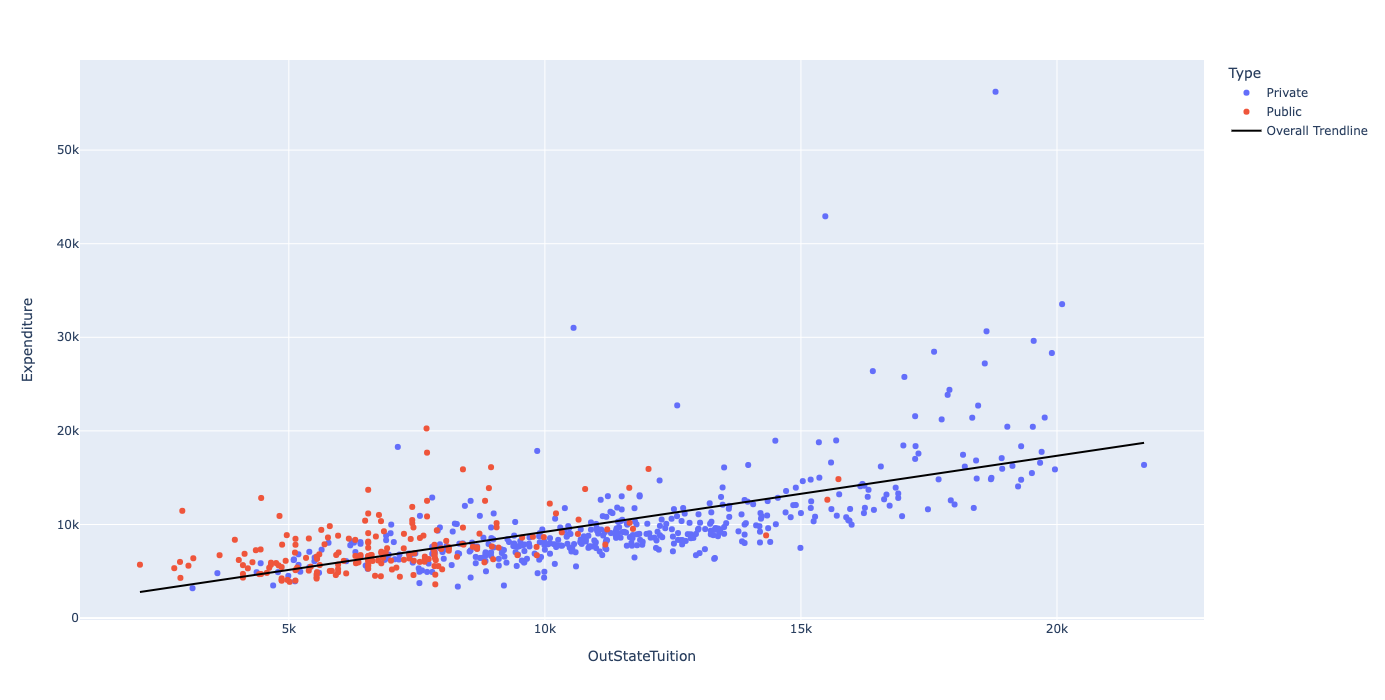 Type
Private
Public
Overall Trendline
50k
40k
30k
20k
10k
0
Expenditure
5k 10k 15k 20k
OutStateTuition